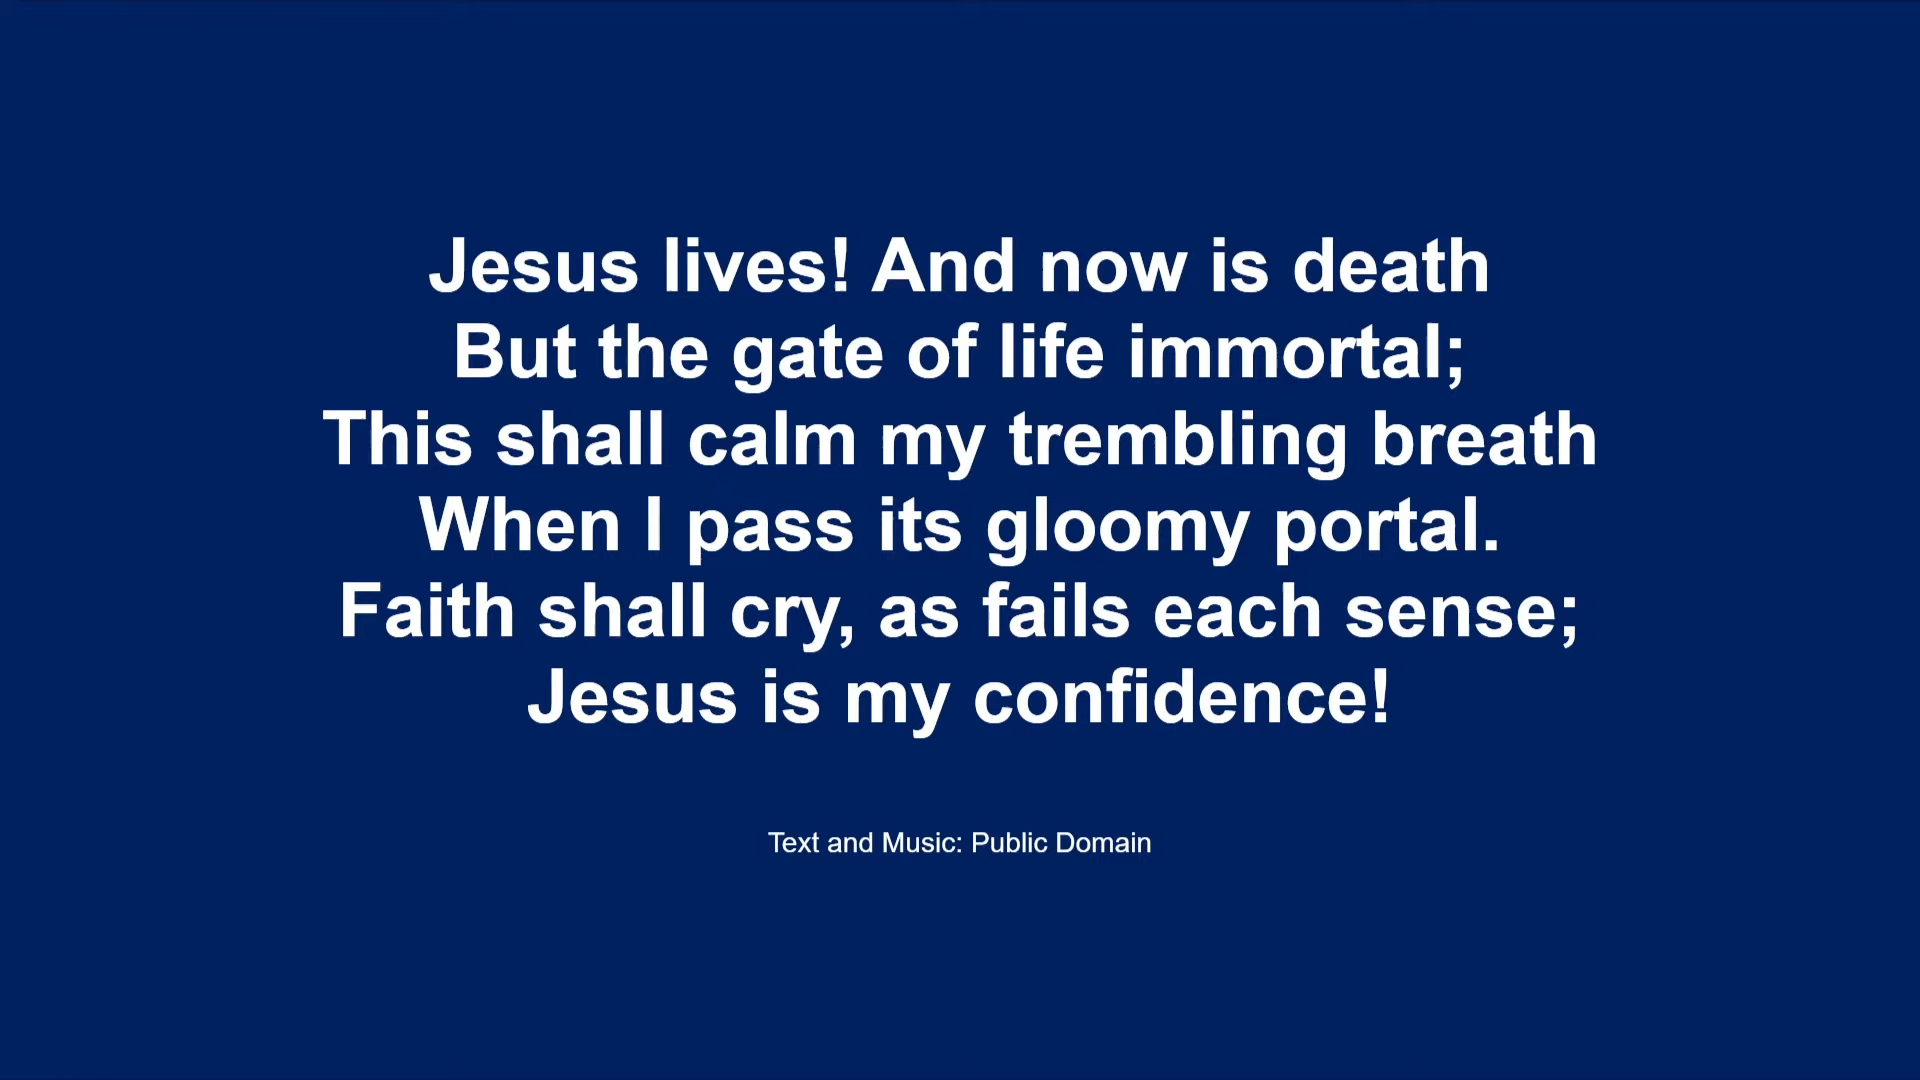 Jesus lives! And now is death
But the gate of life immortal;
This shall calm my trembling breath
When I pass its gloomy portal.
Faith shall cry, as fails each sense;
Jesus is my confidence!
Text and Music: Public Domain